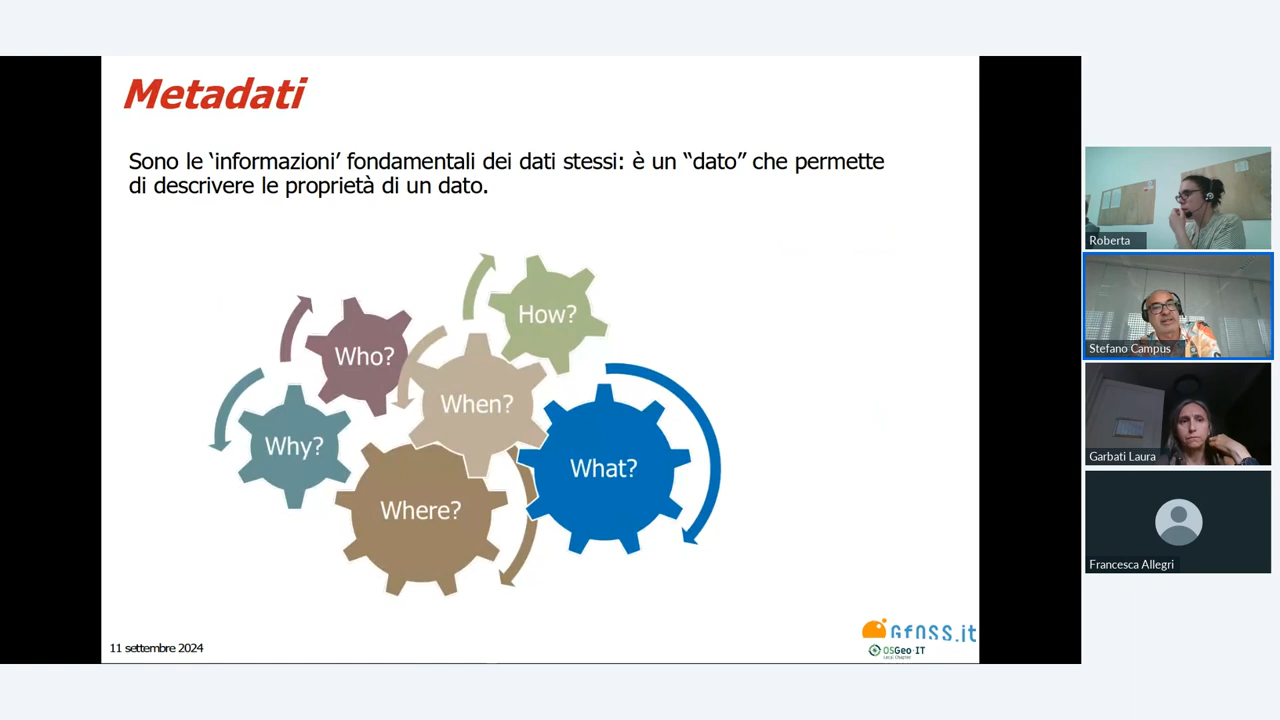 Metadati
Sono le ‘informazioni’ fondamentali dei dati stessi: è un “dato” che permette
di descrivere le proprietà di un dato.
How?
Who?
When?
Why?
What?
Where?
11 settembre 2024
GfOSS.it
OSGeo·IT
Local Chapter
Roberta
Stefano Campus
Garbati Laura
Francesca Allegri